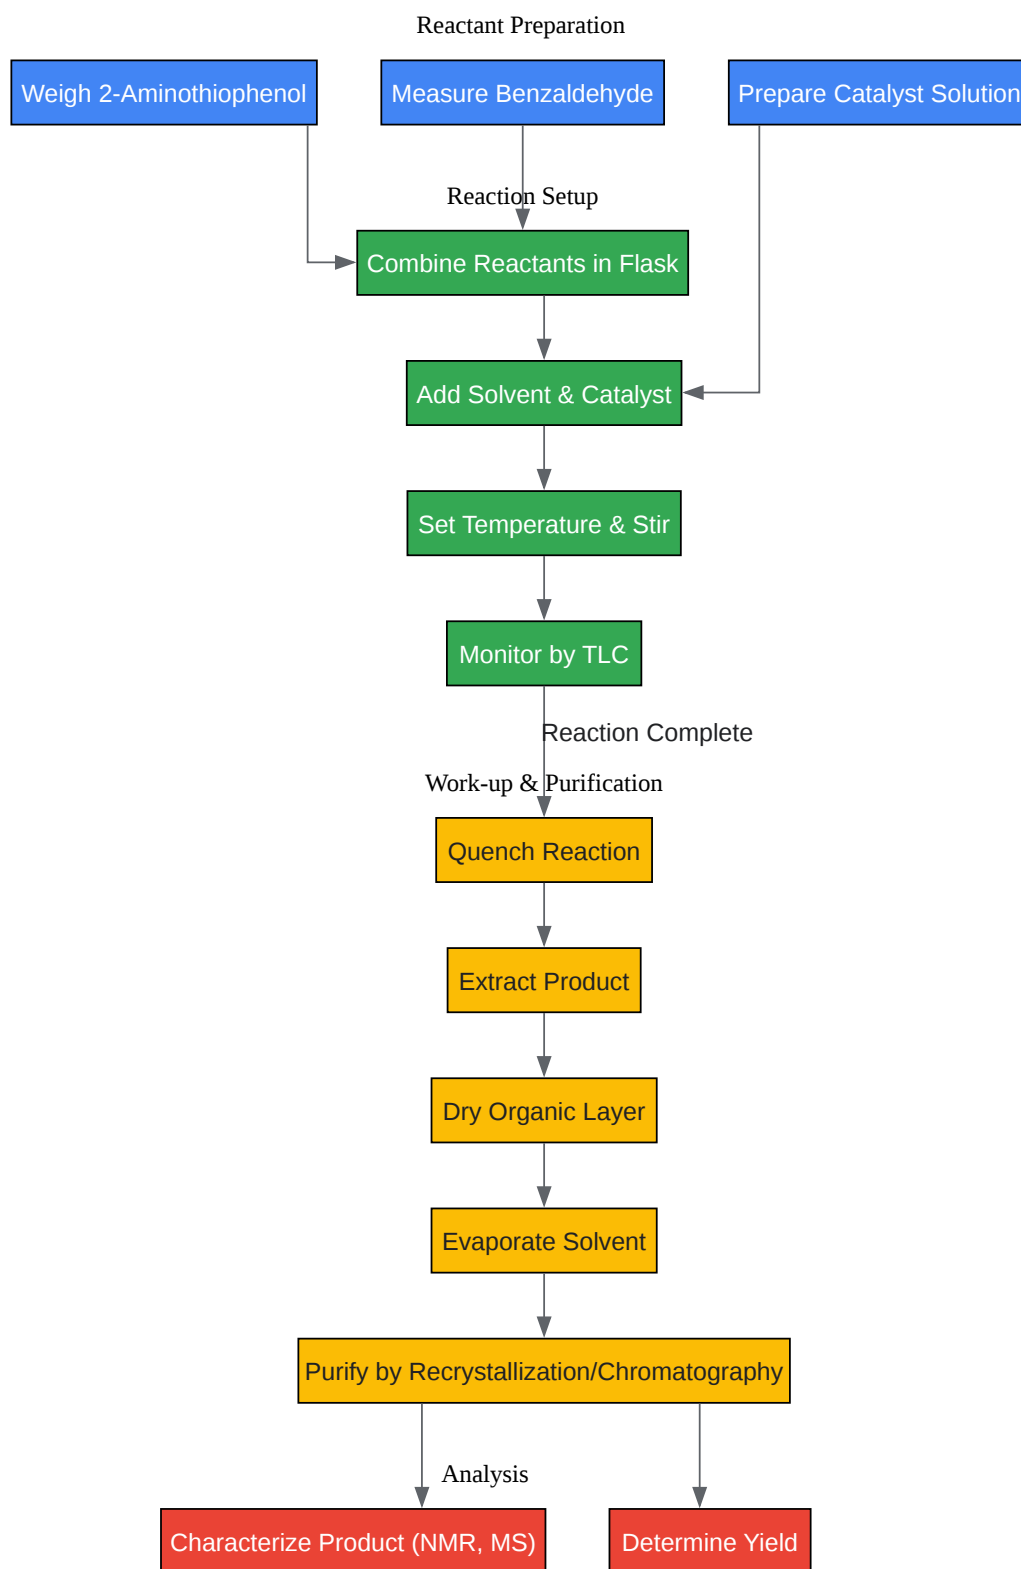 Reactant Preparation
Weigh 2-Aminothiophenol
Measure Benzaldehyde
Prepare Catalyst Solution
Reaction Setup
Combine Reactants in Flask
Add Solvent & Catalyst
Set Temperature & Stir
Monitor by TLC
Reaction Complete
Work-up & Purification
Quench Reaction
Extract Product
Dry Organic Layer
Evaporate Solvent
Purify by Recrystallization/Chromatography
Analysis
Characterize Product (NMR, MS)
Determine Yield